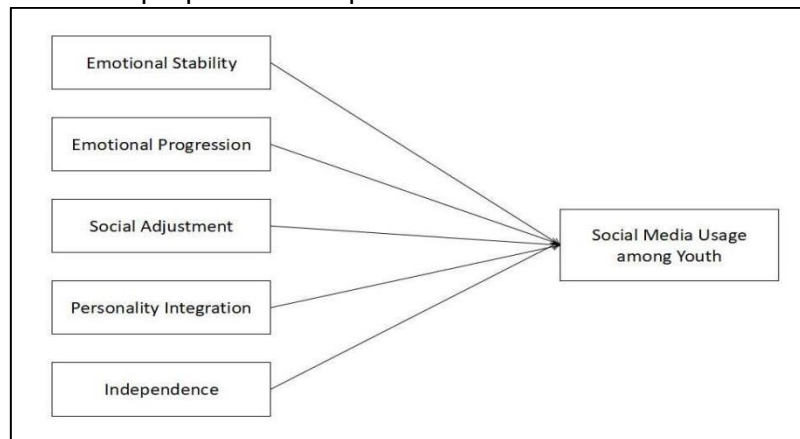 Emotional Stability
Emotional Progression
Social Adjustment
Personality Integration
Independence
Social Media Usage
among Youth